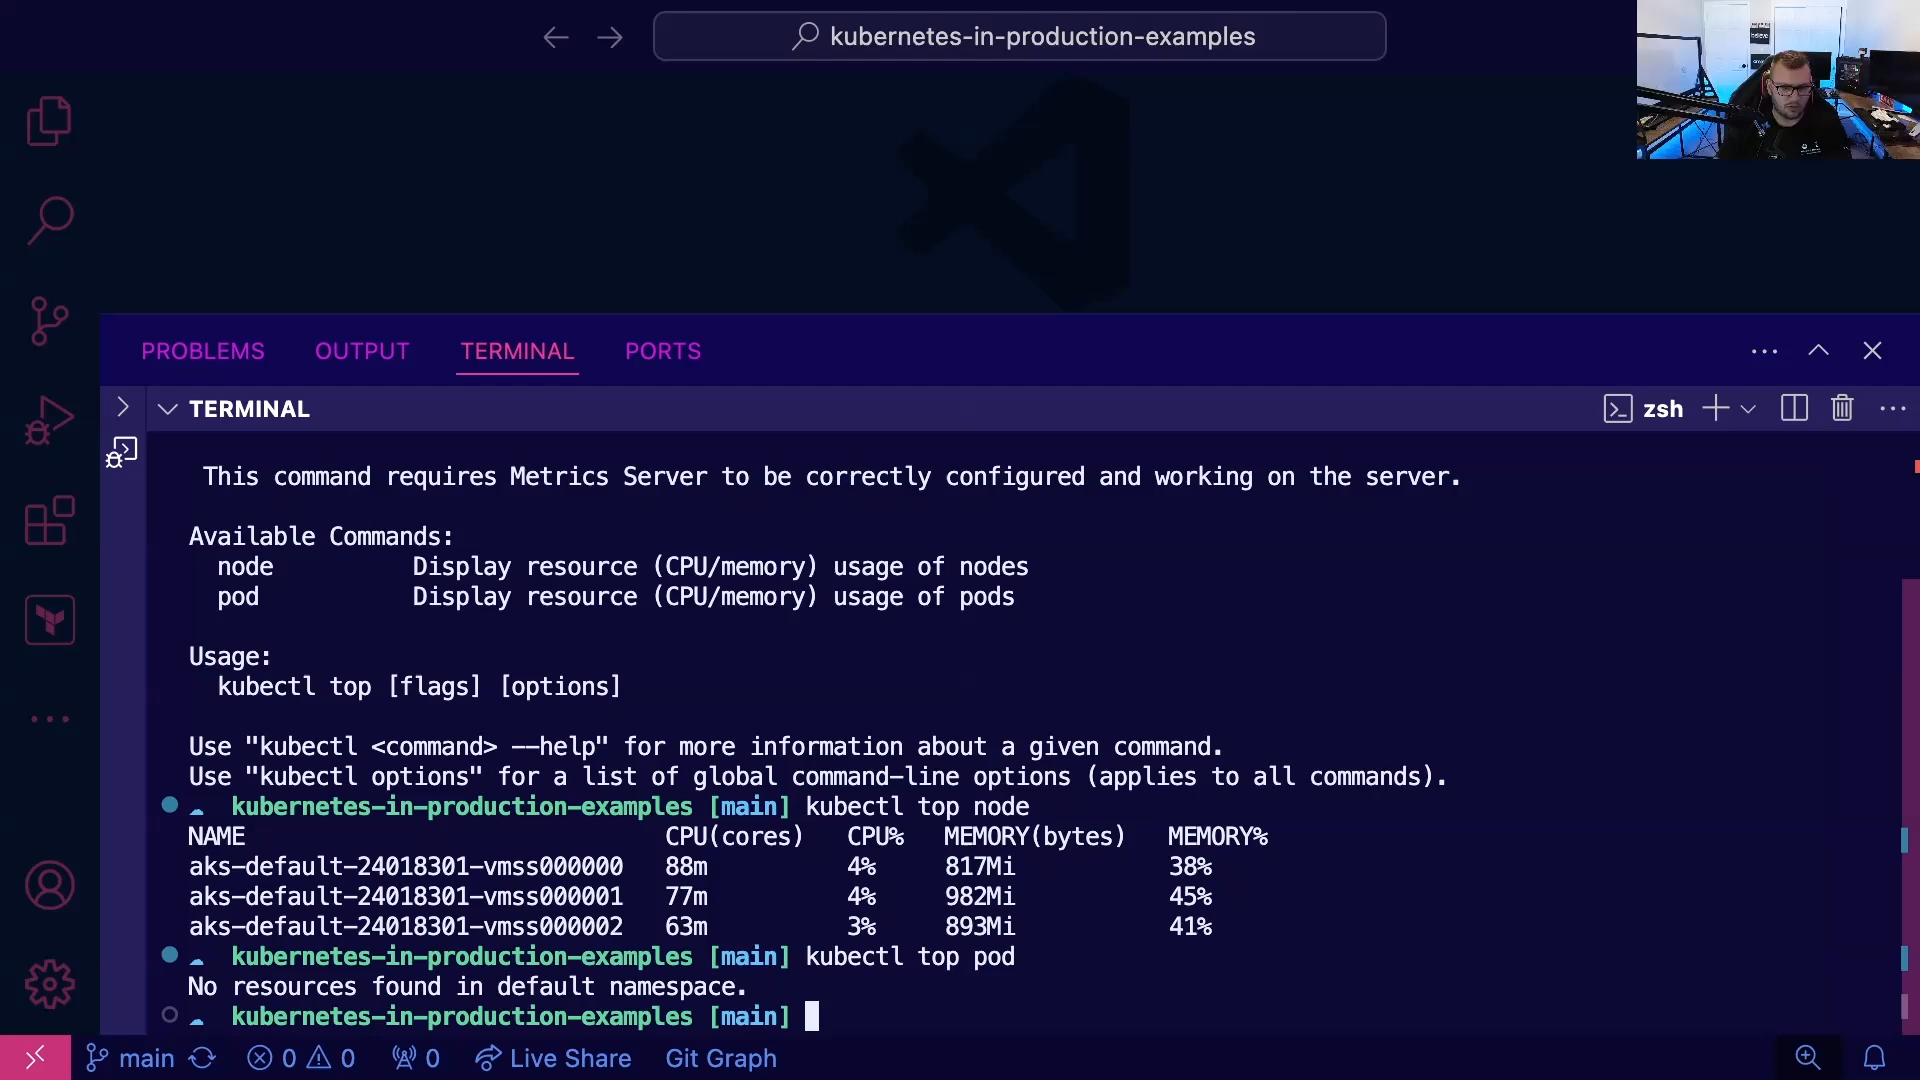 kubernetes-in-production-examples
PROBLEMS OUTPUT TERMINAL PORTS
TERMINAL
zsh
This command requires Metrics Server to be correctly configured and working on the server.
Available Commands:
node Display resource (CPU/memory) usage of nodes
pod Display resource (CPU/memory) usage of pods
Usage:
kubectl top [flags] [options]
Use "kubectl <command> --help" for more information about a given command.
Use "kubectl options" for a list of global command-line options (applies to all commands).
kubernetes-in-production-examples [main] kubectl top node
NAME CPU(cores) CPU% MEMORY(bytes) MEMORY%
aks-default-24018301-vmss000000 88m 4% 817Mi 38%
aks-default-24018301-vmss000001 77m 4% 982Mi 45%
aks-default-24018301-vmss000002 63m 3% 893Mi 41%
kubernetes-in-production-examples [main] kubectl top pod
No resources found in default namespace.
kubernetes-in-production-examples [main]
main 0 0 0 Live Share Git Graph